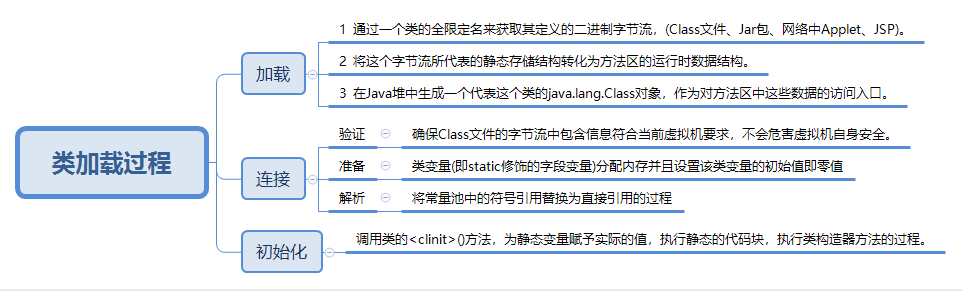 类加载过程
加载
1 通过一个类的全限定名来获取其定义的二进制字节流，(Class文件、Jar包、网络中Applet、JSP)。
2 将这个字节流所代表的静态存储结构转化为方法区的运行时数据结构。
3 在Java堆中生成一个代表这个类的java.lang.Class对象，作为对方法区中这些数据的访问入口。
连接
验证 确保Class文件的字节流中包含信息符合当前虚拟机要求，不会危害虚拟机自身安全。
准备 类变量(即static修饰的字段变量)分配内存并且设置该类变量的初始值即零值
解析 将常量池中的符号引用替换为直接引用的过程
初始化
调用类的<clinit>()方法，为静态变量赋予实际的值，执行静态的代码块，执行类构造器方法的过程。